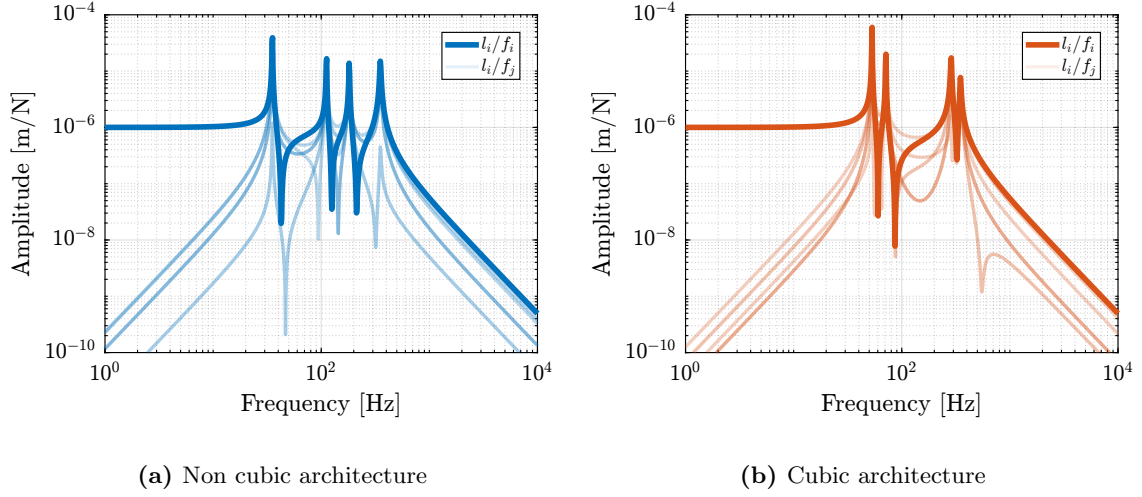 10^{-4}
10^{-6}
10^{-8}
10^{-10}
Amplitude [m/N]
10^{0}
10^{2}
10^{4}
Frequency [Hz]
l_i/f_i
l_i/f_j
(a) Non cubic architecture
10^{-4}
10^{-6}
10^{-8}
10^{-10}
Amplitude [m/N]
10^{0}
10^{2}
10^{4}
Frequency [Hz]
l_i/f_i
l_i/f_j
(b) Cubic architecture